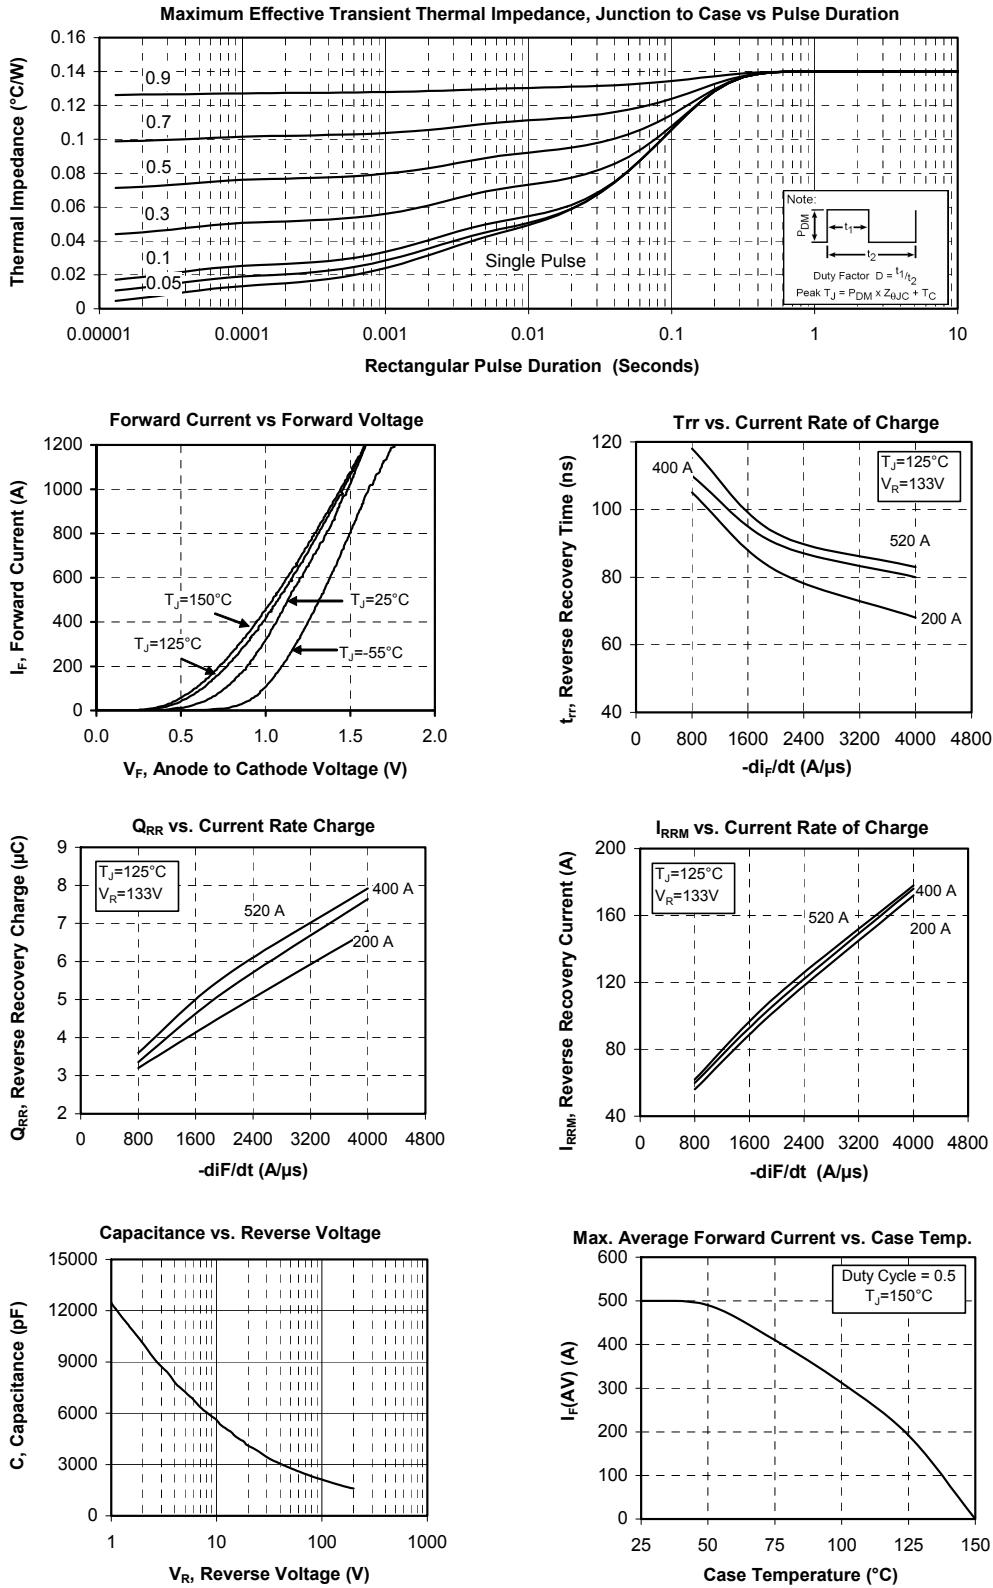 Maximum Effective Transient Thermal Impedance, Junction to Case vs Pulse Duration
Thermal Impedance (°C/W)
0.16
0.14
0.12
0.1
0.08
0.06
0.04
0.02
0
0.9
0.7
0.5
0.3
0.1
0.05
Single Pulse
Note:
PDM
t1
t2
Duty Factor D = t1/t2
Peak TJ = PDM x ZθJC + TC
0.00001 0.0001 0.001 0.01 0.1 1 10
Rectangular Pulse Duration (Seconds)
Forward Current vs Forward Voltage
IF, Forward Current (A)
1200
1000
800
600
400
200
0
TJ=150°C
TJ=25°C
TJ=125°C
TJ=-55°C
0.0 0.5 1.0 1.5 2.0
VF, Anode to Cathode Voltage (V)
Trr vs. Current Rate of Charge
trr, Reverse Recovery Time (ns)
120
100
80
60
40
TJ=125°C
VR=133V
400 A
520 A
200 A
0 800 1600 2400 3200 4000 4800
-diF/dt (A/µs)
QRR vs. Current Rate Charge
QRR, Reverse Recovery Charge (µC)
9
8
7
6
5
4
3
2
TJ=125°C
VR=133V
400 A
520 A
200 A
0 800 1600 2400 3200 4000 4800
-diF/dt (A/µs)
IRRM vs. Current Rate of Charge
IRRM, Reverse Recovery Current (A)
200
160
120
80
40
TJ=125°C
VR=133V
400 A
520 A
200 A
0 800 1600 2400 3200 4000 4800
-diF/dt (A/µs)
Capacitance vs. Reverse Voltage
C, Capacitance (pF)
15000
12000
9000
6000
3000
0
1 10 100 1000
VR, Reverse Voltage (V)
Max. Average Forward Current vs. Case Temp.
IF(AV) (A)
600
500
400
300
200
100
0
Duty Cycle = 0.5
TJ=150°C
25 50 75 100 125 150
Case Temperature (°C)